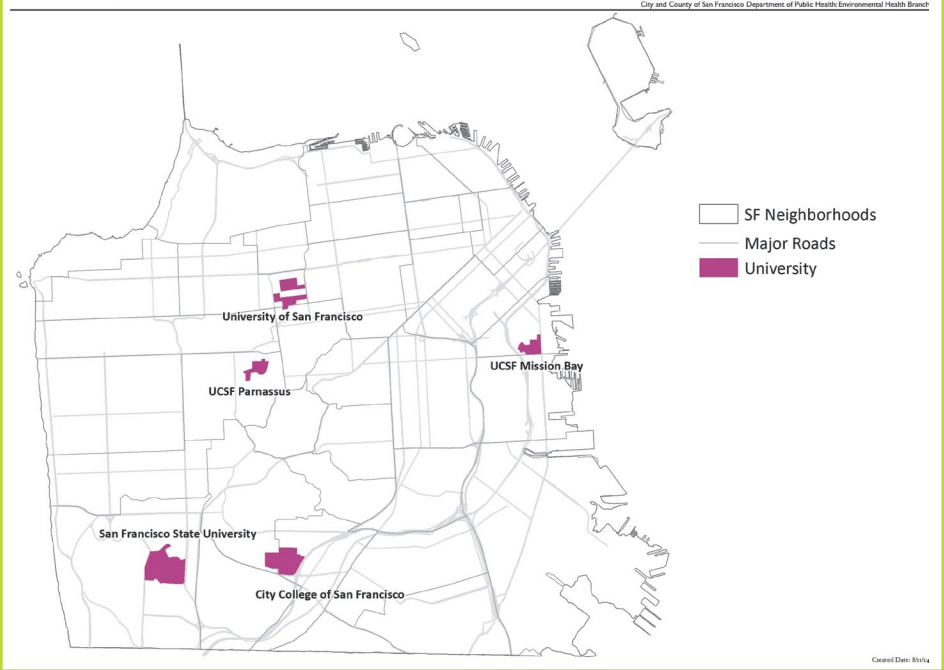 City and County of San Francisco Department of Public Health: Environmental Health Branch
SF Neighborhoods
Major Roads
University
University of San Francisco
UCSF Mission Bay
UCSF Parnassus
San Francisco State University
City College of San Francisco
Created Date: 8/11/14